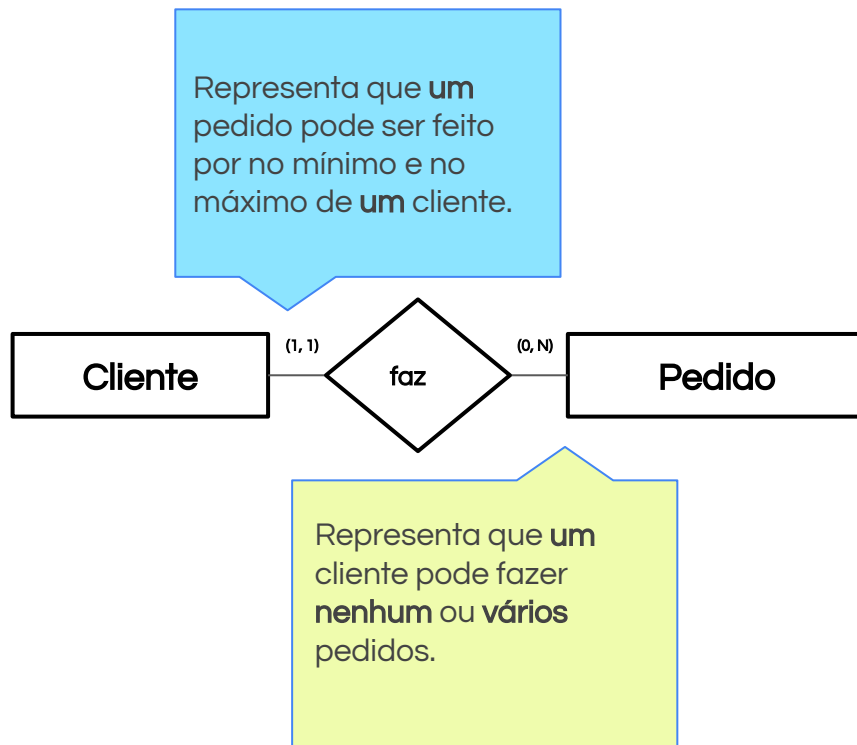 Representa que um
pedido pode ser feito
por no mínimo e no
máximo de um cliente.
Cliente
(1, 1)
faz
(0, N)
Pedido
Representa que um
cliente pode fazer
nenhum ou vários
pedidos.